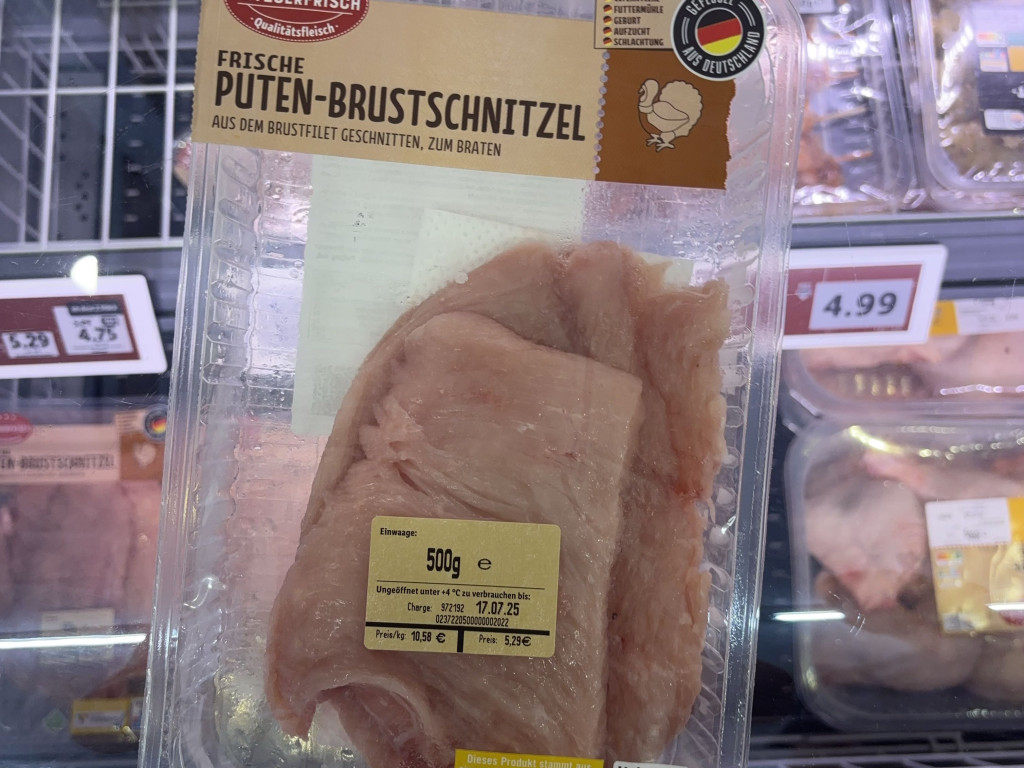 Qualitätsfleisch
FUTTERMÜHLE
GEBURT
AUFZUCHT
SCHLACHTUNG
GEFLÜGEL
AUS DEUTSCHLAND
FRISCHE
PUTEN-BRUSTSCHNITZEL
AUS DEM BRUSTFILET GESCHNITTEN, ZUM BRATEN
5.29
4.75
4.99
BRUSTSCHNITZEL
Einwaage:
500g e
Ungeöffnet unter +4 °C zu verbrauchen bis:
Charge: 972192 17.07.25
0237220500000002022
Preis/kg: 10,58 € Preis: 5,29€
Dieses Produkt stammt aus